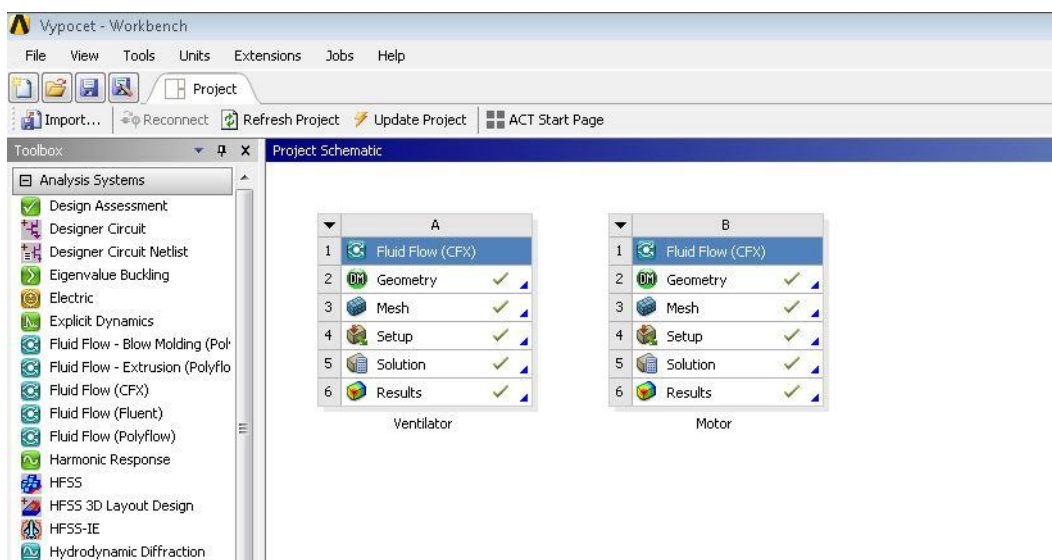 Vypocet - Workbench
File View Tools Units Extensions Jobs Help
Project
Import... Reconnect Refresh Project Update Project ACT Start Page
Toolbox
Project Schematic
Analysis Systems
Design Assessment
Designer Circuit
Designer Circuit Netlist
Eigenvalue Buckling
Electric
Explicit Dynamics
Fluid Flow - Blow Molding (Pol
Fluid Flow - Extrusion (Polyflo
Fluid Flow (CFX)
Fluid Flow (Fluent)
Fluid Flow (Polyflow)
Harmonic Response
HFSS
HFSS 3D Layout Design
HFSS-IE
Hydrodynamic Diffraction
A
1 Fluid Flow (CFX)
2 DM Geometry
3 Mesh
4 Setup
5 Solution
6 Results
Ventilator
B
1 Fluid Flow (CFX)
2 DM Geometry
3 Mesh
4 Setup
5 Solution
6 Results
Motor